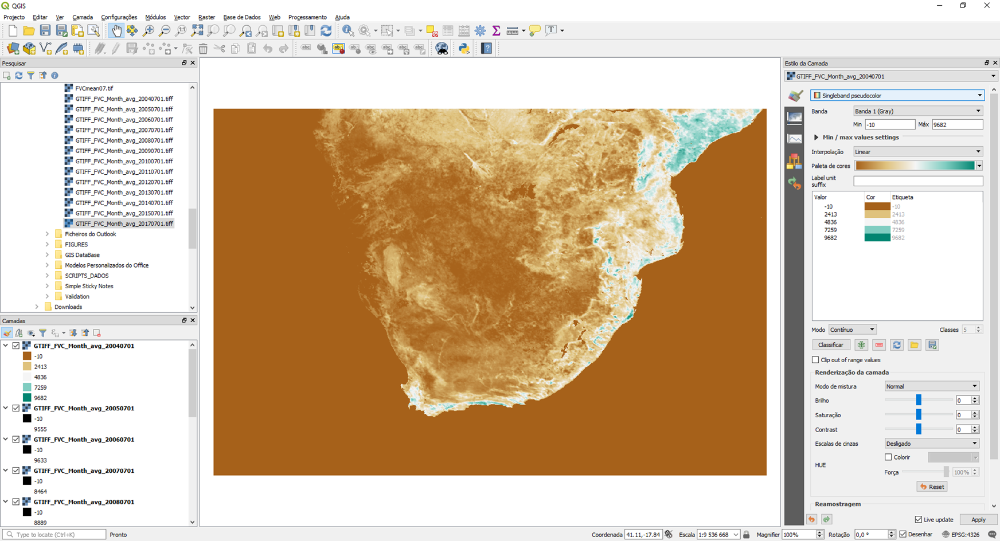 QGIS
Projecto Editar Ver Camada Configurações Módulos Vector Raster Base de Dados Web Processamento Ajuda
Pesquisar
FVCmean07.tif
GTIFF_FVC_Month_avg_20040701.tiff
GTIFF_FVC_Month_avg_20050701.tiff
GTIFF_FVC_Month_avg_20060701.tiff
GTIFF_FVC_Month_avg_20070701.tiff
GTIFF_FVC_Month_avg_20080701.tiff
GTIFF_FVC_Month_avg_20090701.tiff
GTIFF_FVC_Month_avg_20100701.tiff
GTIFF_FVC_Month_avg_20110701.tiff
GTIFF_FVC_Month_avg_20120701.tiff
GTIFF_FVC_Month_avg_20130701.tiff
GTIFF_FVC_Month_avg_20140701.tiff
GTIFF_FVC_Month_avg_20150701.tiff
GTIFF_FVC_Month_avg_20170701.tiff
Ficheiros do Outlook
FIGURES
GIS DataBase
Modelos Personalizados do Office
SCRIPTS_DADOS
Simple Sticky Notes
Validation
Downloads
Camadas
GTIFF_FVC_Month_avg_20040701
-10
2413
4836
7259
9682
GTIFF_FVC_Month_avg_20050701
-10
9555
GTIFF_FVC_Month_avg_20060701
-10
9633
GTIFF_FVC_Month_avg_20070701
-10
8464
GTIFF_FVC_Month_avg_20080701
-10
8889
Estilo da Camada
GTIFF_FVC_Month_avg_20040701
Singleband pseudocolor
Banda Banda 1 (Gray)
Min -10 Máx 9682
Min / max values settings
Interpolação Linear
Paleta de cores
Label unit
suffix
Valor Cor Etiqueta
-10 -10
2413 2413
4836 4836
7259 7259
9682 9682
Modo Contínuo Classes 5
Classificar
Clip out of range values
Renderização da camada
Modo de mistura Normal
Brilho 0
Saturação 0
Contrast 0
Escalas de cinzas Desligado
HUE Colorir
Força 100%
Reset
Reamostragem
Live update Apply
Type to locate (Ctrl+K) Pronto Coordenada 41.11,-17.84 Escala 1:9 536 668 Magnifier 100% Rotação 0,0 ° Desenhar EPSG:4326